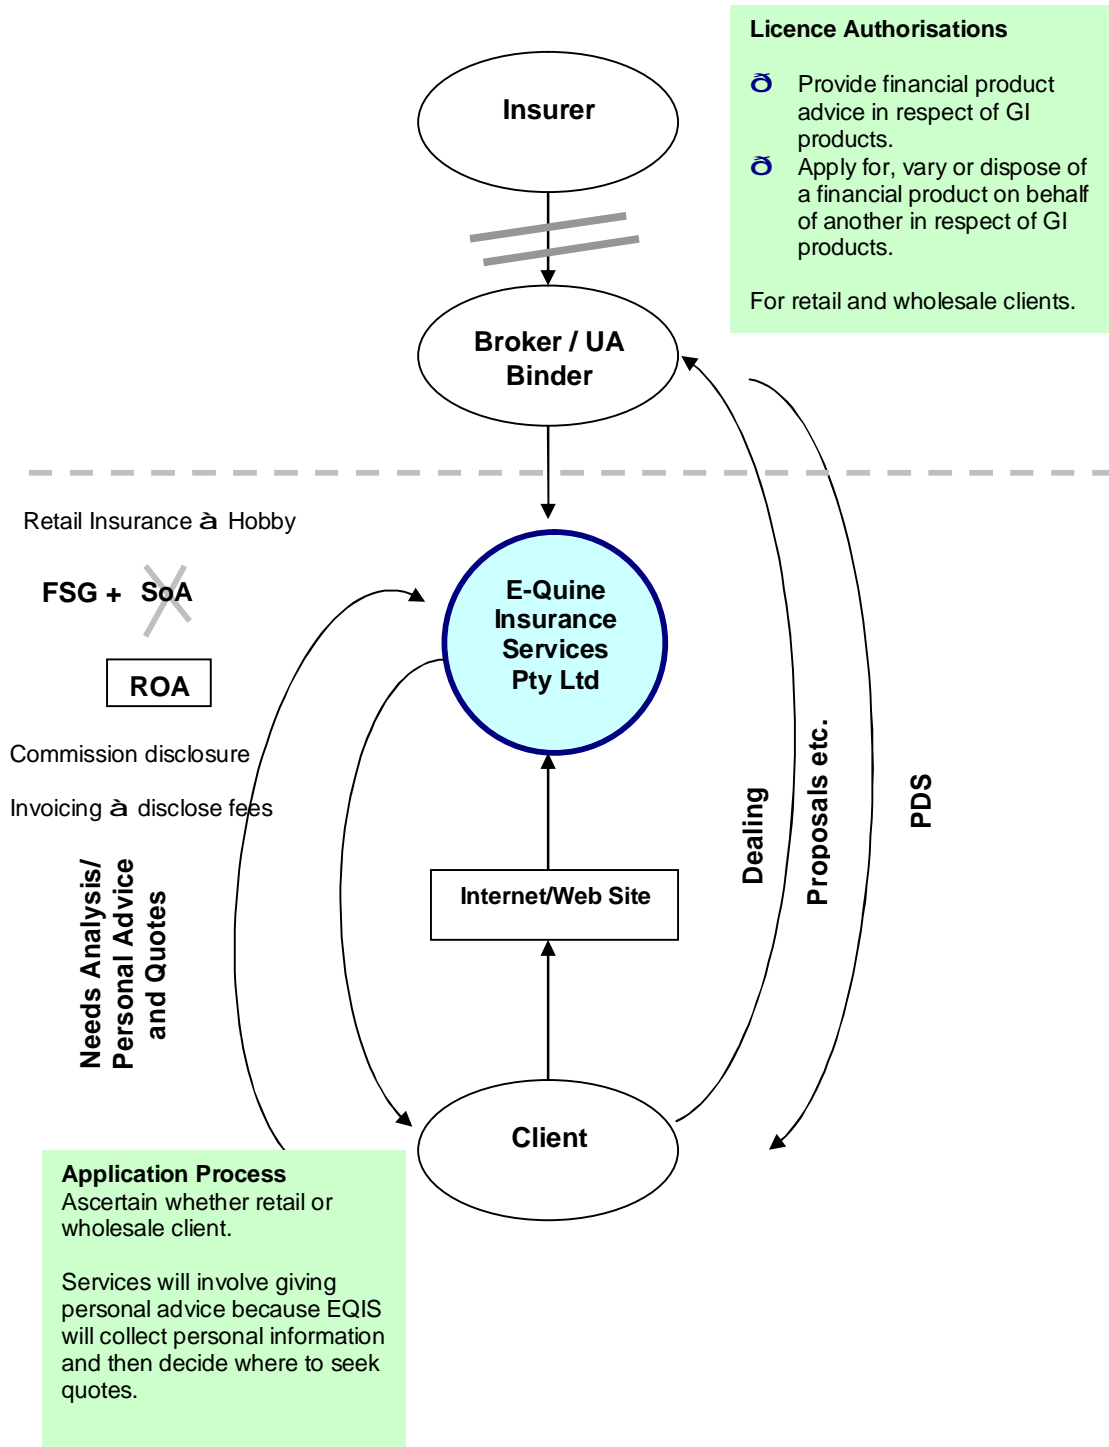 Licence Authorisations
ð Provide financial product
advice in respect of GI
products.
ð Apply for, vary or dispose of
a financial product on behalf
of another in respect of GI
products.
For retail and wholesale clients.
Insurer
Broker / UA
Binder
Retail Insurance à Hobby
FSG + SoA
ROA
Commission disclosure
Invoicing à disclose fees
E-Quine
Insurance
Services
Pty Ltd
Needs Analysis/
Personal Advice
and Quotes
Internet/Web Site
Dealing
Proposals etc.
PDS
Client
Application Process
Ascertain whether retail or
wholesale client.
Services will involve giving
personal advice because EQIS
will collect personal information
and then decide where to seek
quotes.